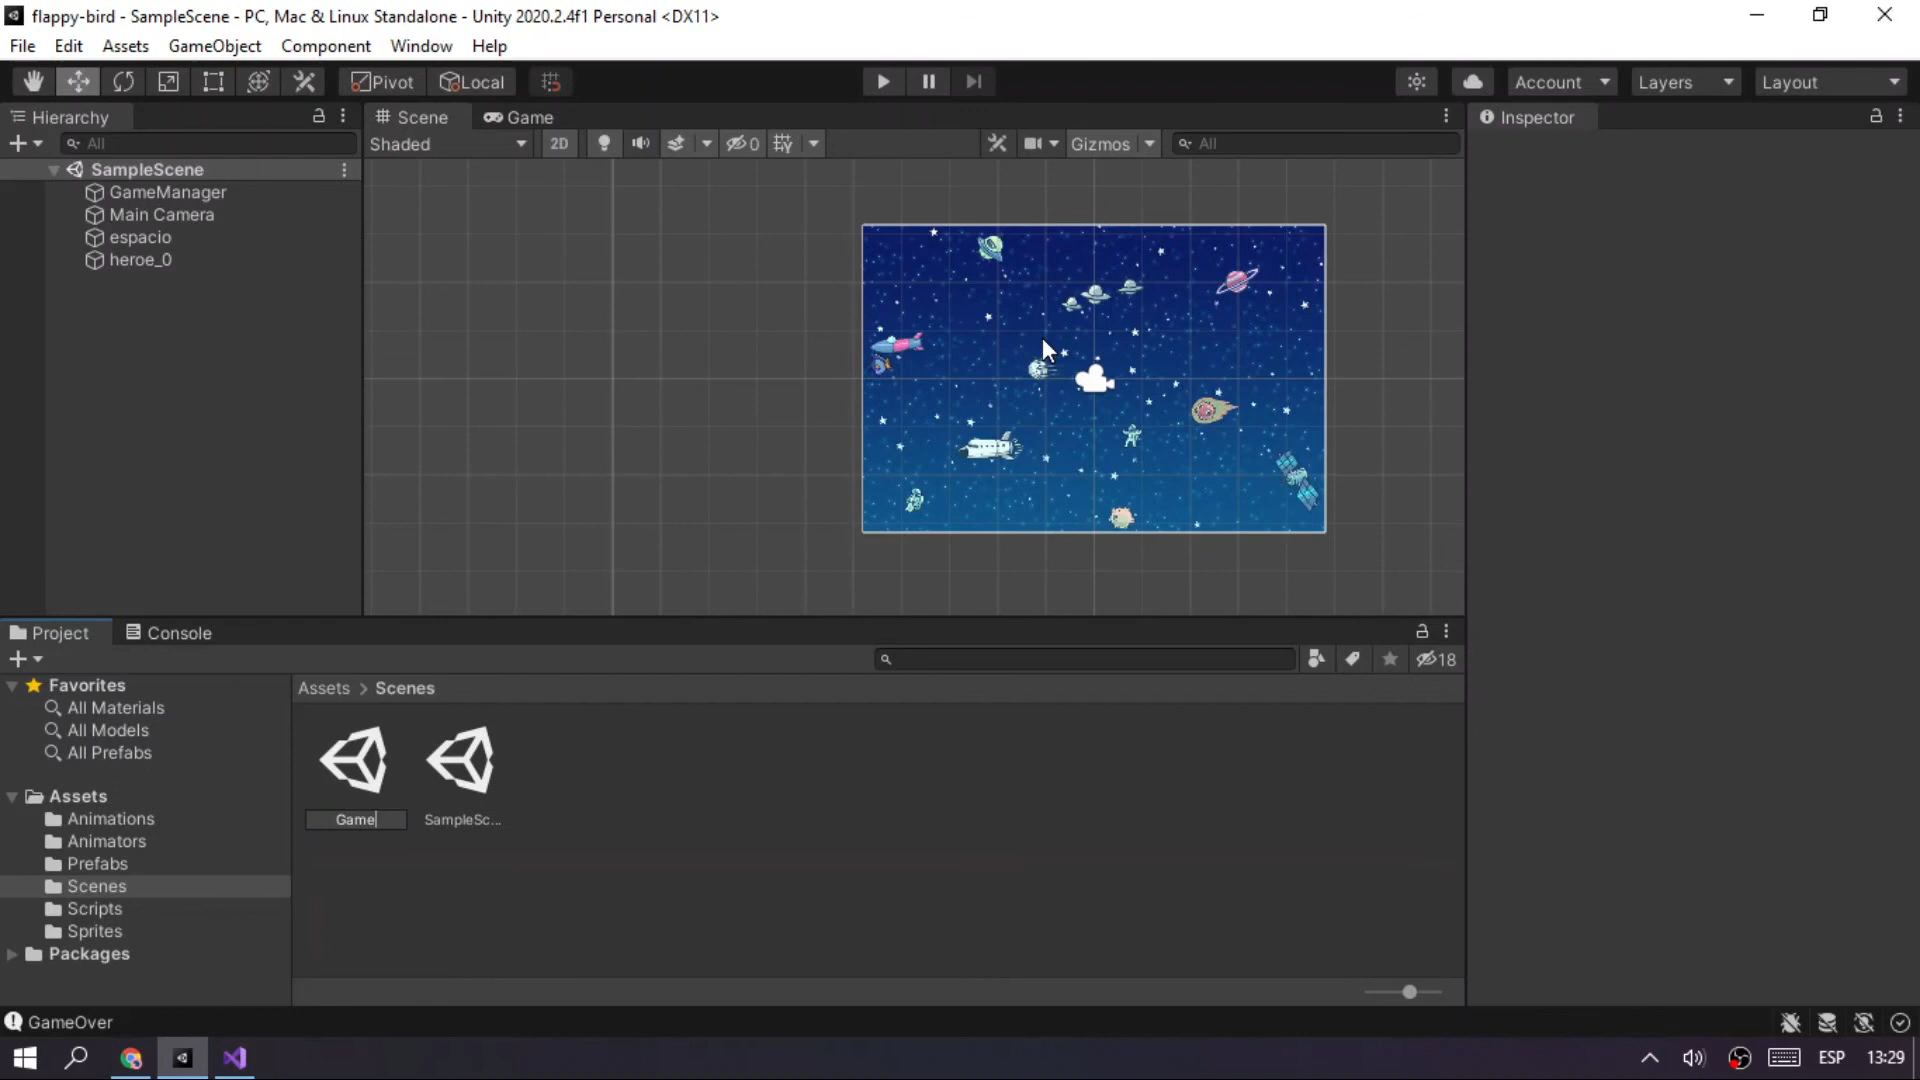 flappy-bird - SampleScene - PC, Mac & Linux Standalone - Unity 2020.2.4f1 Personal <DX11>
File Edit Assets GameObject Component Window Help
Pivot Local Account Layers Layout
Hierarchy
All
SampleScene
GameManager
Main Camera
espacio
heroe_0
Scene Game
Shaded 2D 0 Gizmos All
Inspector
Project Console
18
Favorites
All Materials
All Models
All Prefabs
Assets
Animations
Animators
Prefabs
Scenes
Scripts
Sprites
Packages
Assets > Scenes
Game SampleSc...
GameOver
ESP 13:29